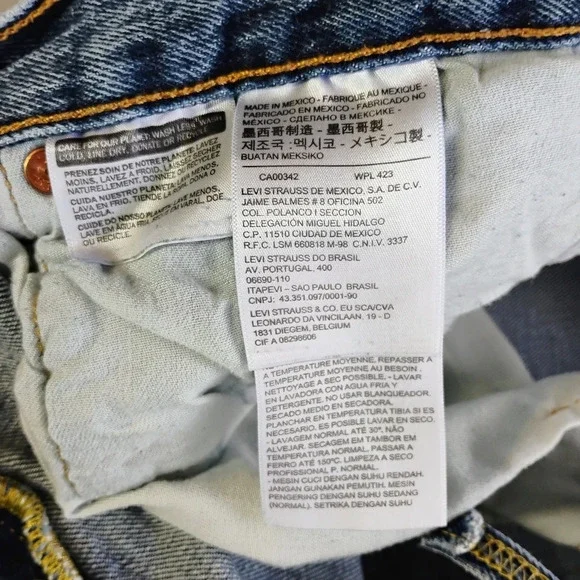 CARE FOR OUR PLANET: WASH LESS, WASH
COLD, LINE DRY, DONATE OR RECYCLE
PRENEZ SOIN DE NOTRE PLANÈTE: LAVEZ
MOINS, LAVEZ A FROID, LAISSEZ SÉCHER
NATURELLEMENT, DONNEZ OU RECYCLEZ
CUIDA NUESTRO PLANETA: LAVA MENOS,
LAVA EN FRÍO, TIENDE LA ROPA, DONA O
RECICLA.
CUIDE DO NOSSO PLANETA: LAVE MENOS,
LAVE EM ÁGUA FRIA, SEQUE NO VARAL, DOE
OU RECICLE.
MADE IN MEXICO - FABRIQUE AU MEXIQUE -
FABRICADO EN MEXICO - FABRICADO NO
MÉXICO - СДЕЛАНО В МЕКСИКЕ -
墨西哥制造 - 墨西哥製 -
제조국 :멕시코 - メキシコ製 -
BUATAN MEKSIKO
CA00342 WPL 423
LEVI STRAUSS DE MEXICO, S.A. DE C.V.
JAIME BALMES # 8 OFICINA 502
COL. POLANCO I SECCION
DELEGACIÓN MIGUEL HIDALGO
C.P. 11510 CIUDAD DE MEXICO
R.F.C. LSM 660818 M-98 C.N.I.V. 3337
LEVI STRAUSS DO BRASIL
AV. PORTUGAL, 400
06690-110
ITAPEVI - SAO PAULO BRASIL
CNPJ: 43.351.097/0001-90
LEVI STRAUSS & CO. EU SCA/CVA
LEONARDO DA VINCILAAN, 19 - D
1831 DIEGEM, BELGIUM
CIF A 08298606
A TEMPERATURE MOYENNE, REPASSER A
TEMPERATURE MOYENNE AU BESOIN.
NETTOYAGE A SEC POSSIBLE. - LAVAR
EN LAVADORA CON AGUA FRIA Y
DETERGENTE. NO USAR BLANQUEADOR.
SECADO MEDIO EN SECADORA.
PLANCHAR EN TEMPERATURA TIBIA SI ES
NECESARIO. SE PUEDE LAVAR EN SECO.
- LAVAGEM NORMAL ATÉ 30º. NÃO
ALVEJAR. SECAGEM EM TAMBOR EM
TEMPERATURA NORMAL. PASSAR A
FERRO ATÉ 150ºC. LIMPEZA A SECO
PROFISSIONAL P, NORMAL.
- MESIN CUCI DENGAN SUHU RENDAH.
JANGAN GUNAKAN PEMUTIH. MESIN
PENGERING DENGAN SUHU SEDANG
(NORMAL). SETRIKA DENGAN SUHU